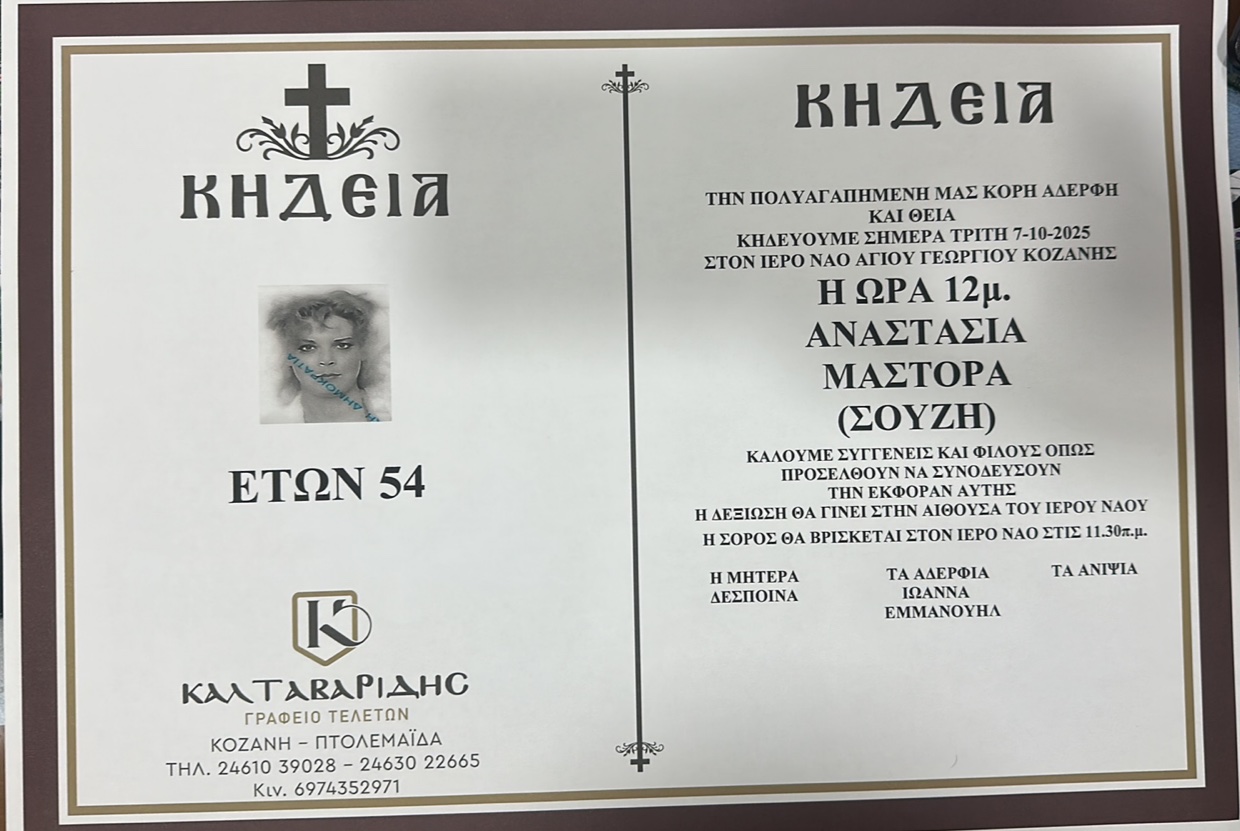 ΚΗΔΕΙΑ
ΔΗΜΟΚΡΑΤΙΑ
ΕΤΩΝ 54
Κ
ΚΑΛΤΑΒΑΡΙΔΗΣ
ΓΡΑΦΕΙΟ ΤΕΛΕΤΩΝ
ΚΟΖΑΝΗ – ΠΤΟΛΕΜΑΪΔΑ
ΤΗΛ. 24610 39028 – 24630 22665
Κιν. 6974352971
ΚΗΔΕΙΑ
ΤΗΝ ΠΟΛΥΑΓΑΠΗΜΕΝΗ ΜΑΣ ΚΟΡΗ ΑΔΕΡΦΗ
ΚΑΙ ΘΕΙΑ
ΚΗΔΕΥΟΥΜΕ ΣΗΜΕΡΑ ΤΡΙΤΗ 7-10-2025
ΣΤΟΝ ΙΕΡΟ ΝΑΟ ΑΓΙΟΥ ΓΕΩΡΓΙΟΥ ΚΟΖΑΝΗΣ
Η ΩΡΑ 12μ.
ΑΝΑΣΤΑΣΙΑ
ΜΑΣΤΟΡΑ
(ΣΟΥΖΗ)
ΚΑΛΟΥΜΕ ΣΥΓΓΕΝΕΙΣ ΚΑΙ ΦΙΛΟΥΣ ΟΠΩΣ
ΠΡΟΣΕΛΘΟΥΝ ΝΑ ΣΥΝΟΔΕΥΣΟΥΝ
ΤΗΝ ΕΚΦΟΡΑΝ ΑΥΤΗΣ
Η ΔΕΞΙΩΣΗ ΘΑ ΓΙΝΕΙ ΣΤΗΝ ΑΙΘΟΥΣΑ ΤΟΥ ΙΕΡΟΥ ΝΑΟΥ
Η ΣΟΡΟΣ ΘΑ ΒΡΙΣΚΕΤΑΙ ΣΤΟΝ ΙΕΡΟ ΝΑΟ ΣΤΙΣ 11.30π.μ.
Η ΜΗΤΕΡΑ ΤΑ ΑΔΕΡΦΙΑ ΤΑ ΑΝΙΨΙΑ
ΔΕΣΠΟΙΝΑ ΙΩΑΝΝΑ
ΕΜΜΑΝΟΥΗΛ